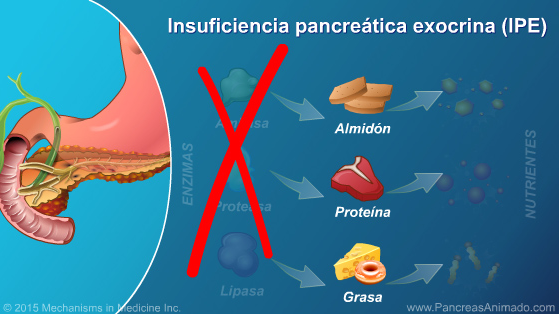 Insuficiencia pancreática exocrina (IPE)
ENZIMAS
Amilasa
Almidón
Proteasa
Proteína
Lipasa
Grasa
NUTRIENTES
© 2015 Mechanisms in Medicine Inc.
www.PancreasAnimado.com